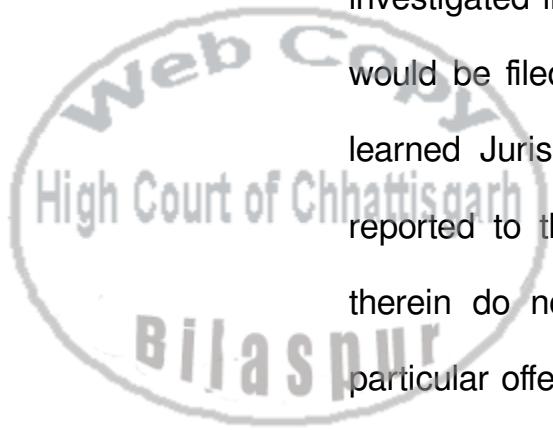 investigated i
Web Copy
would be filed
learned Juris
High Court of Chhattisgarh
reported to th
therein do no
Bilaspur
particular offe